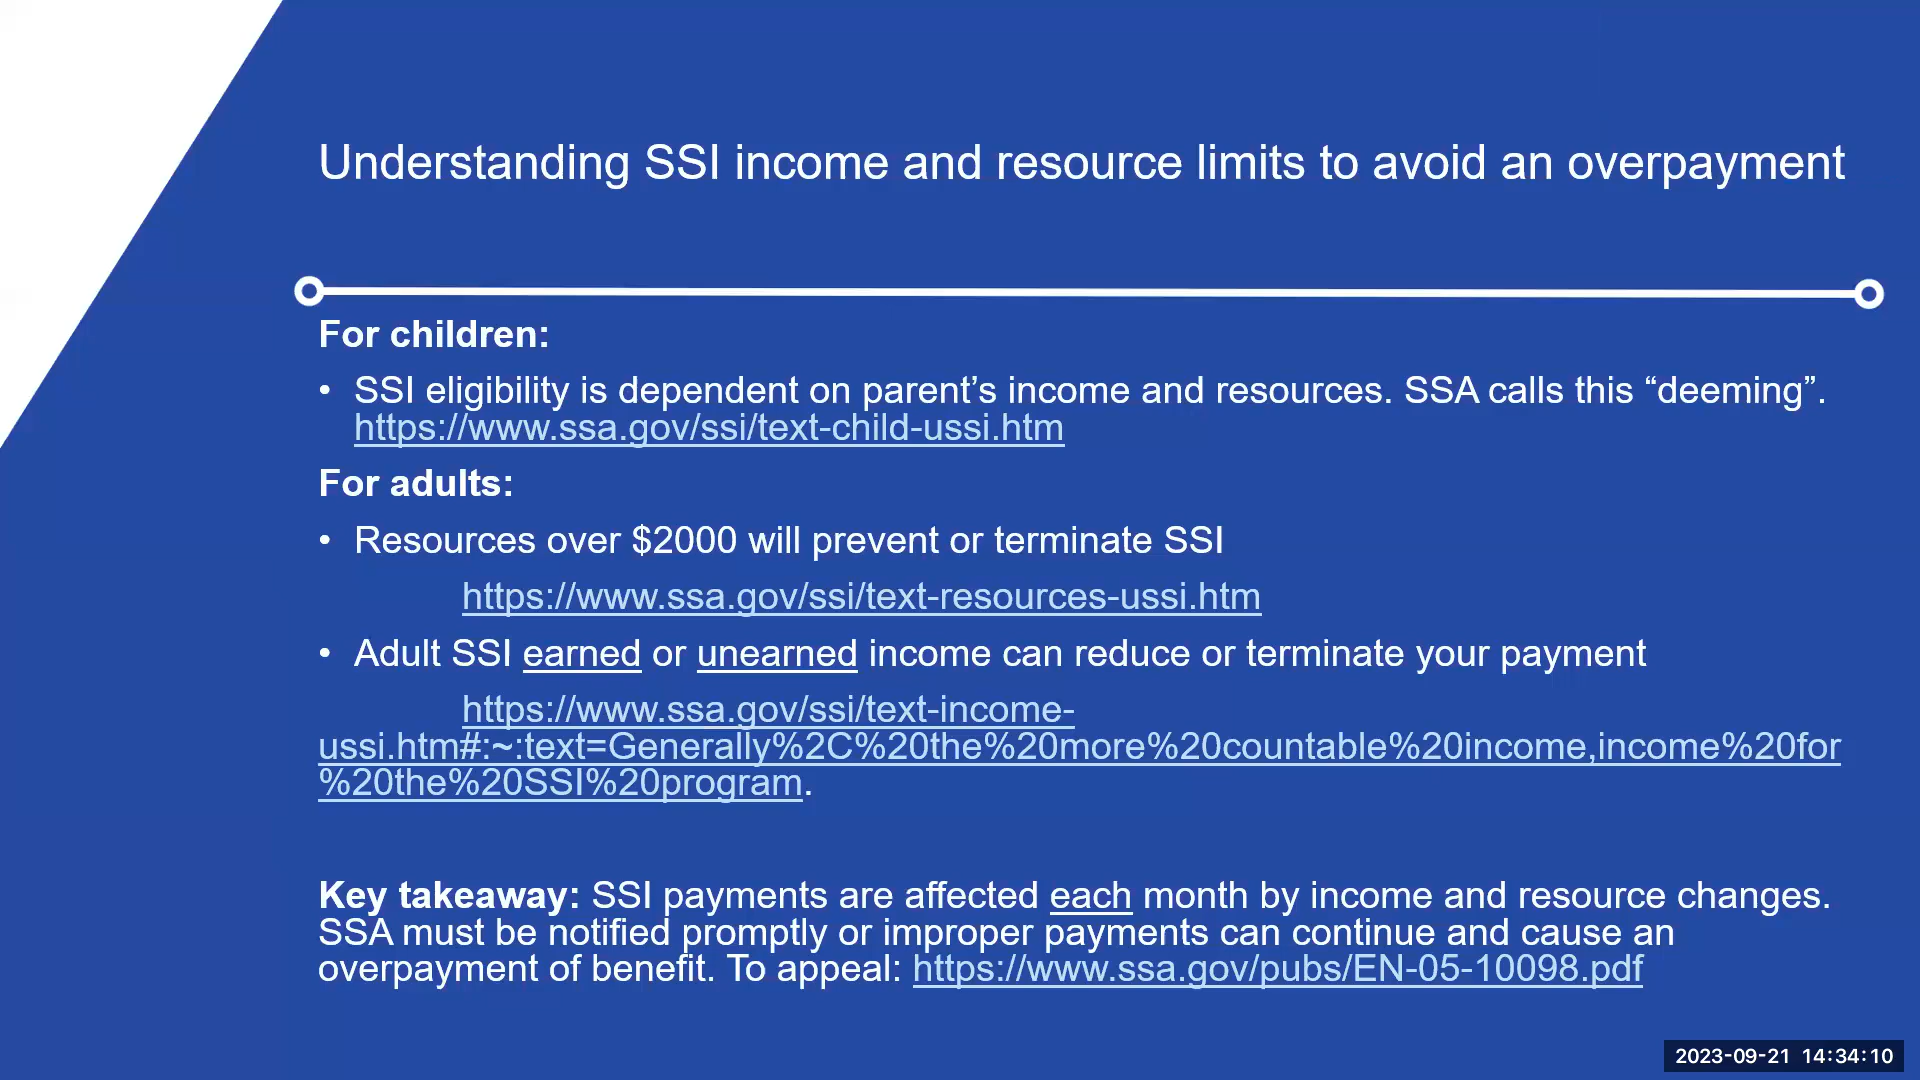 Understanding SSI income and resource limits to avoid an overpayment
For children:
• SSI eligibility is dependent on parent’s income and resources. SSA calls this “deeming”.
https://www.ssa.gov/ssi/text-child-ussi.htm
For adults:
• Resources over $2000 will prevent or terminate SSI
https://www.ssa.gov/ssi/text-resources-ussi.htm
• Adult SSI earned or unearned income can reduce or terminate your payment
https://www.ssa.gov/ssi/text-income-
ussi.htm#:~:text=Generally%2C%20the%20more%20countable%20income,income%20for
%20the%20SSI%20program.
Key takeaway: SSI payments are affected each month by income and resource changes.
SSA must be notified promptly or improper payments can continue and cause an
overpayment of benefit. To appeal: https://www.ssa.gov/pubs/EN-05-10098.pdf
2023-09-21 14:34:10